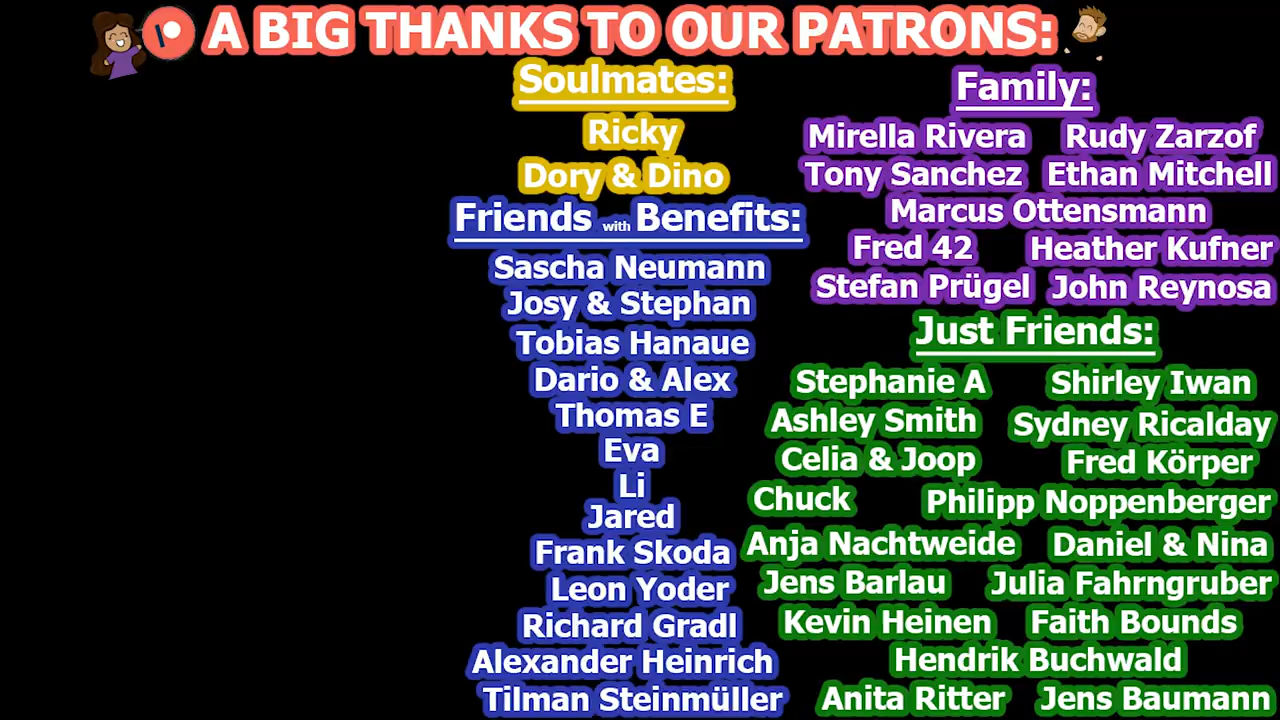 A BIG THANKS TO OUR PATRONS:
Soulmates:
Ricky
Dory & Dino
Friends with Benefits:
Sascha Neumann
Josy & Stephan
Tobias Hanaue
Dario & Alex
Thomas E
Eva
Li
Jared
Frank Skoda
Leon Yoder
Richard Gradl
Alexander Heinrich
Tilman Steinmüller
Family:
Mirella Rivera Rudy Zarzof
Tony Sanchez Ethan Mitchell
Marcus Ottensmann
Fred 42 Heather Kufner
Stefan Prügel John Reynosa
Just Friends:
Stephanie A Shirley Iwan
Ashley Smith Sydney Ricalday
Celia & Joop Fred Körper
Chuck Philipp Noppenberger
Anja Nachtweide Daniel & Nina
Jens Barlau Julia Fahrngruber
Kevin Heinen Faith Bounds
Hendrik Buchwald
Anita Ritter Jens Baumann